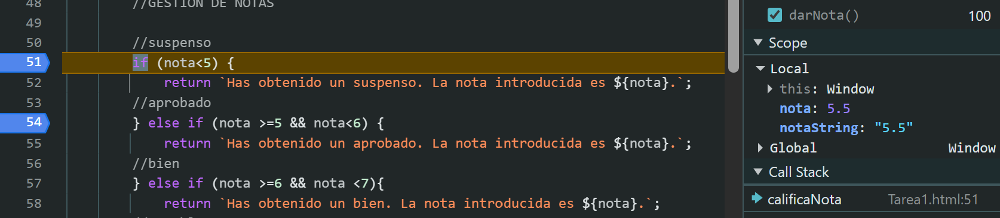 48 //GESTIÓN DE NOTAS
49
50 //suspenso
51 if (nota<5) {
52 return `Has obtenido un suspenso. La nota introducida es ${nota}.`;
53 //aprobado
54 } else if (nota >=5 && nota<6) {
55 return `Has obtenido un aprobado. La nota introducida es ${nota}.`;
56 //bien
57 } else if (nota >=6 && nota <7){
58 return `Has obtenido un bien. La nota introducida es ${nota}.`;
darNota() 100
Scope
Local
this: Window
nota: 5.5
notaString: "5.5"
Global Window
Call Stack
calificaNota Tarea1.html:51